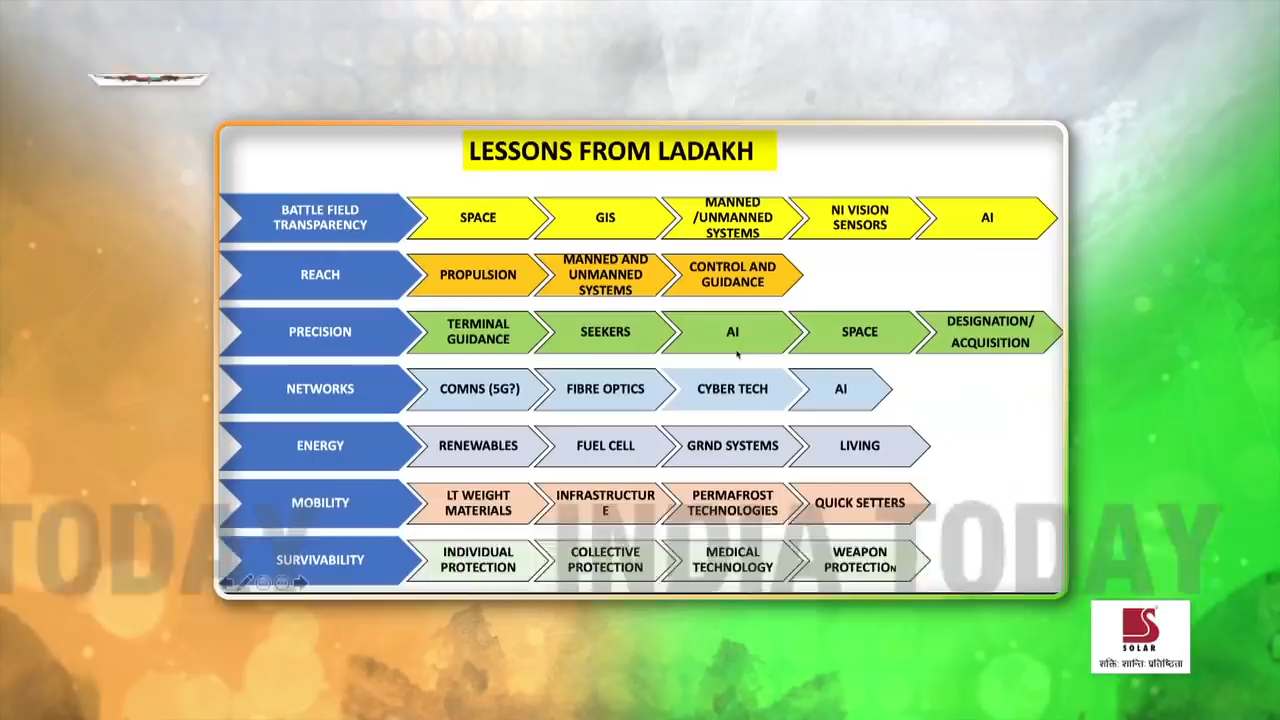 LESSONS FROM LADAKH
BATTLE FIELD
TRANSPARENCY
SPACE
GIS
MANNED
/UNMANNED
SYSTEMS
NI VISION
SENSORS
AI
REACH
PROPULSION
MANNED AND
UNMANNED
SYSTEMS
CONTROL AND
GUIDANCE
PRECISION
TERMINAL
GUIDANCE
SEEKERS
AI
SPACE
DESIGNATION/
ACQUISITION
NETWORKS
COMNS (5G?)
FIBRE OPTICS
CYBER TECH
AI
ENERGY
RENEWABLES
FUEL CELL
GRND SYSTEMS
LIVING
MOBILITY
LT WEIGHT
MATERIALS
INFRASTRUCTUR
E
PERMAFROST
TECHNOLOGIES
QUICK SETTERS
SURVIVABILITY
INDIVIDUAL
PROTECTION
COLLECTIVE
PROTECTION
MEDICAL
TECHNOLOGY
WEAPON
PROTECTION
TODAY
INDIA TODAY
SOLAR
शक्तिः शान्तिः प्रतिष्ठिता